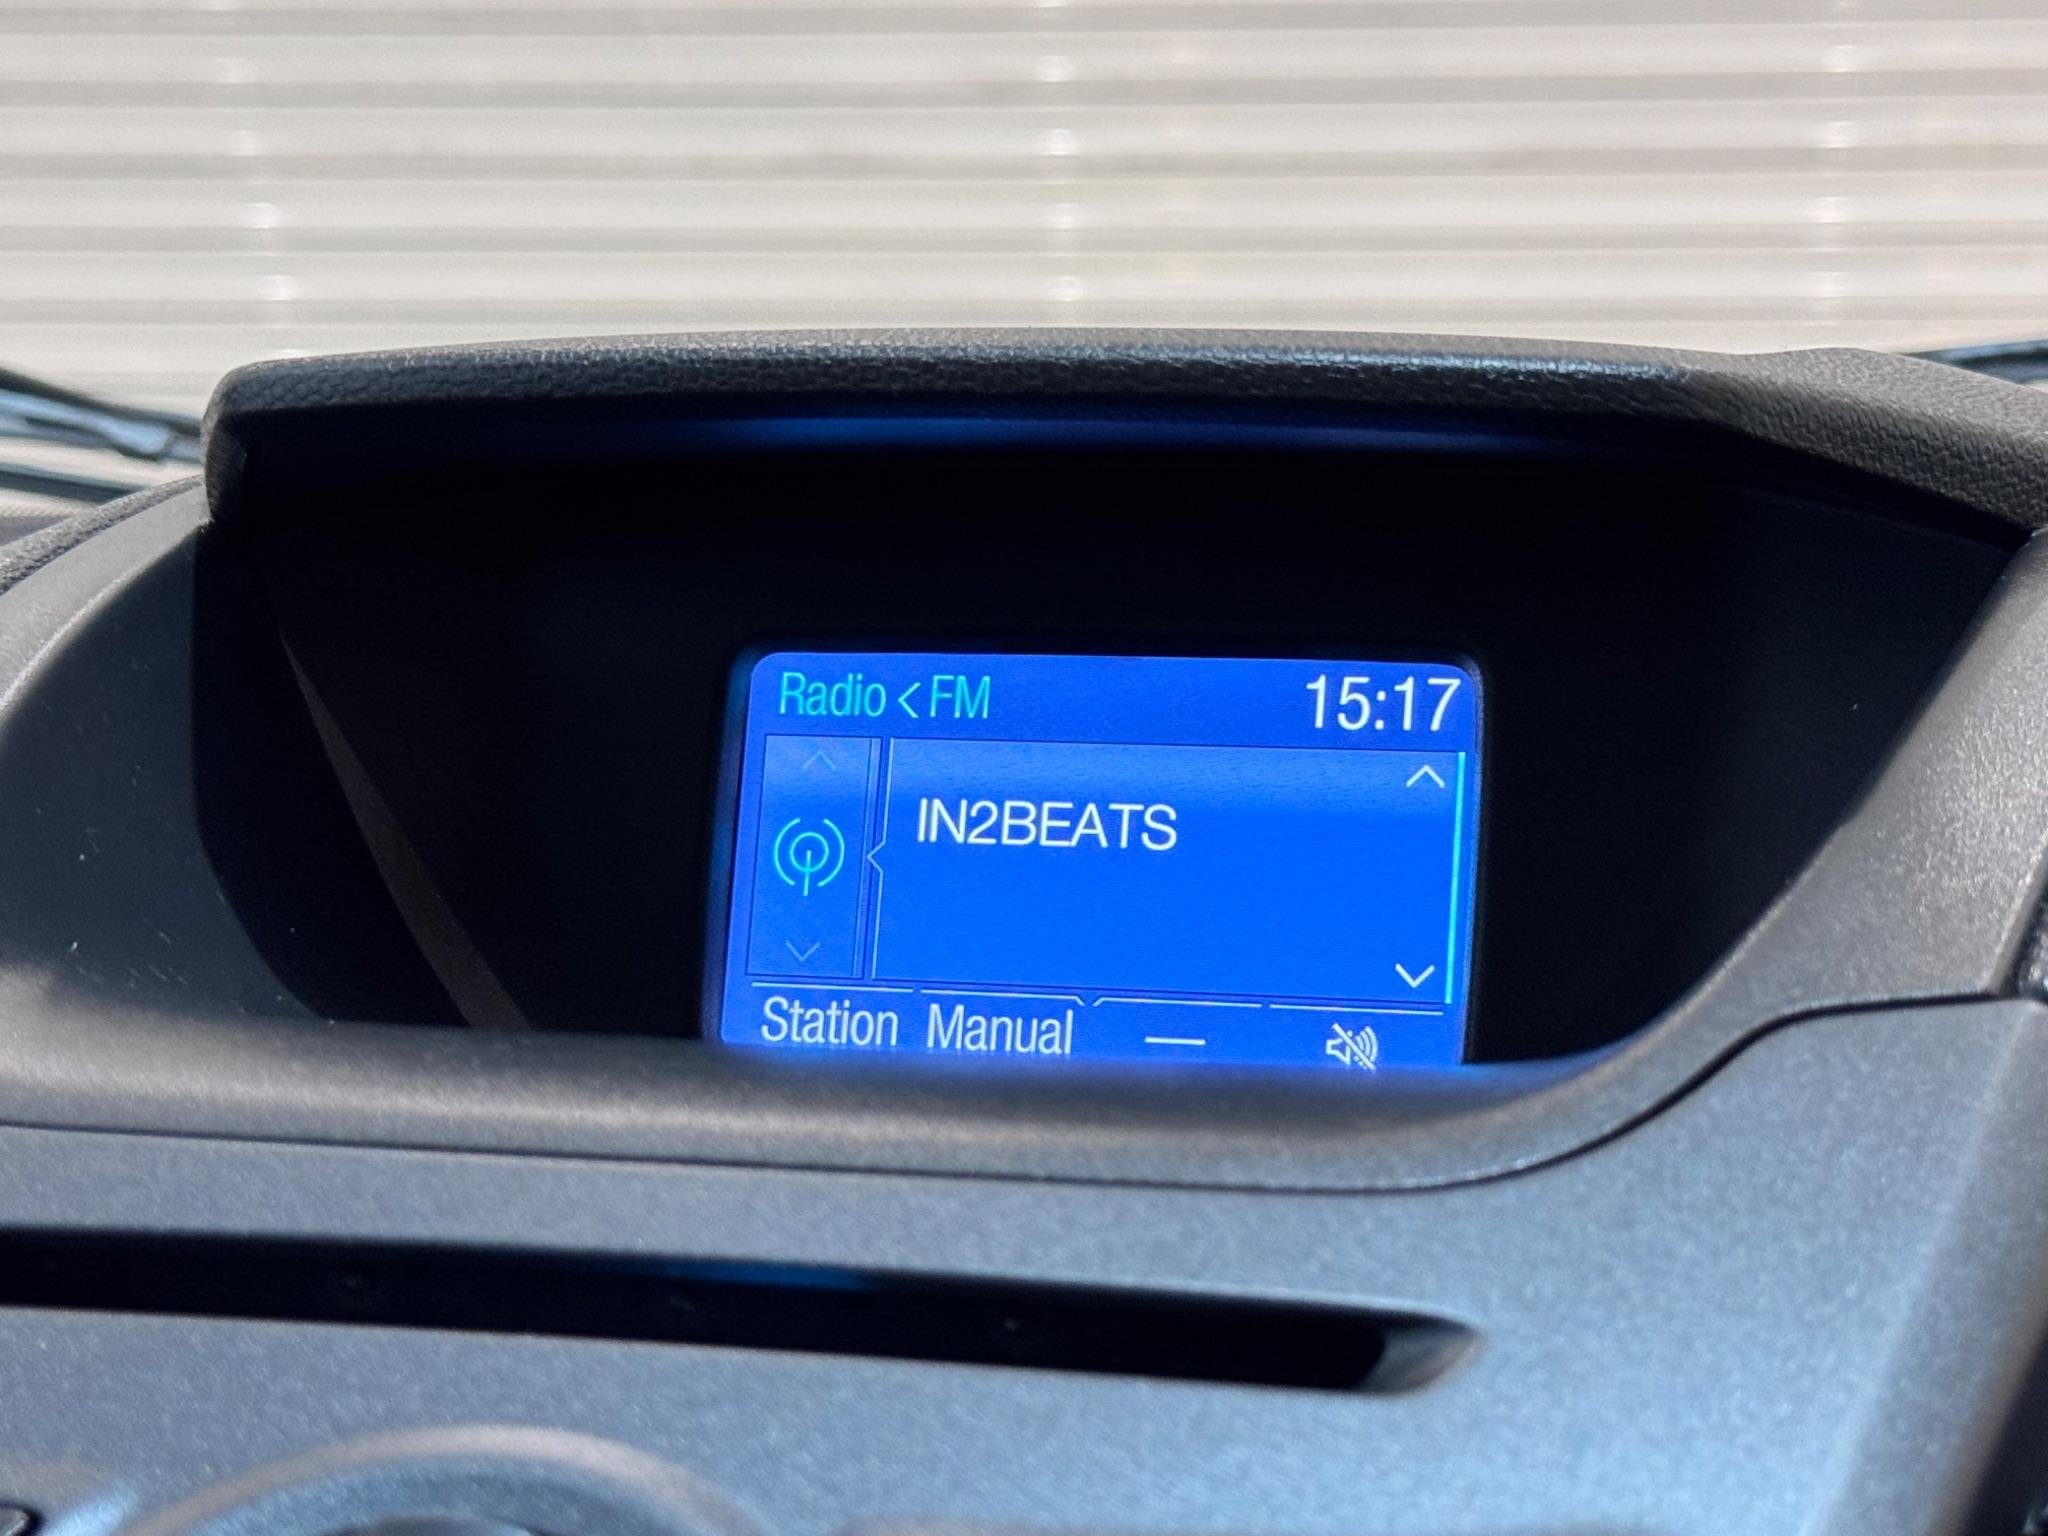 Radio < FM 15:17
IN2BEATS
Station Manual —